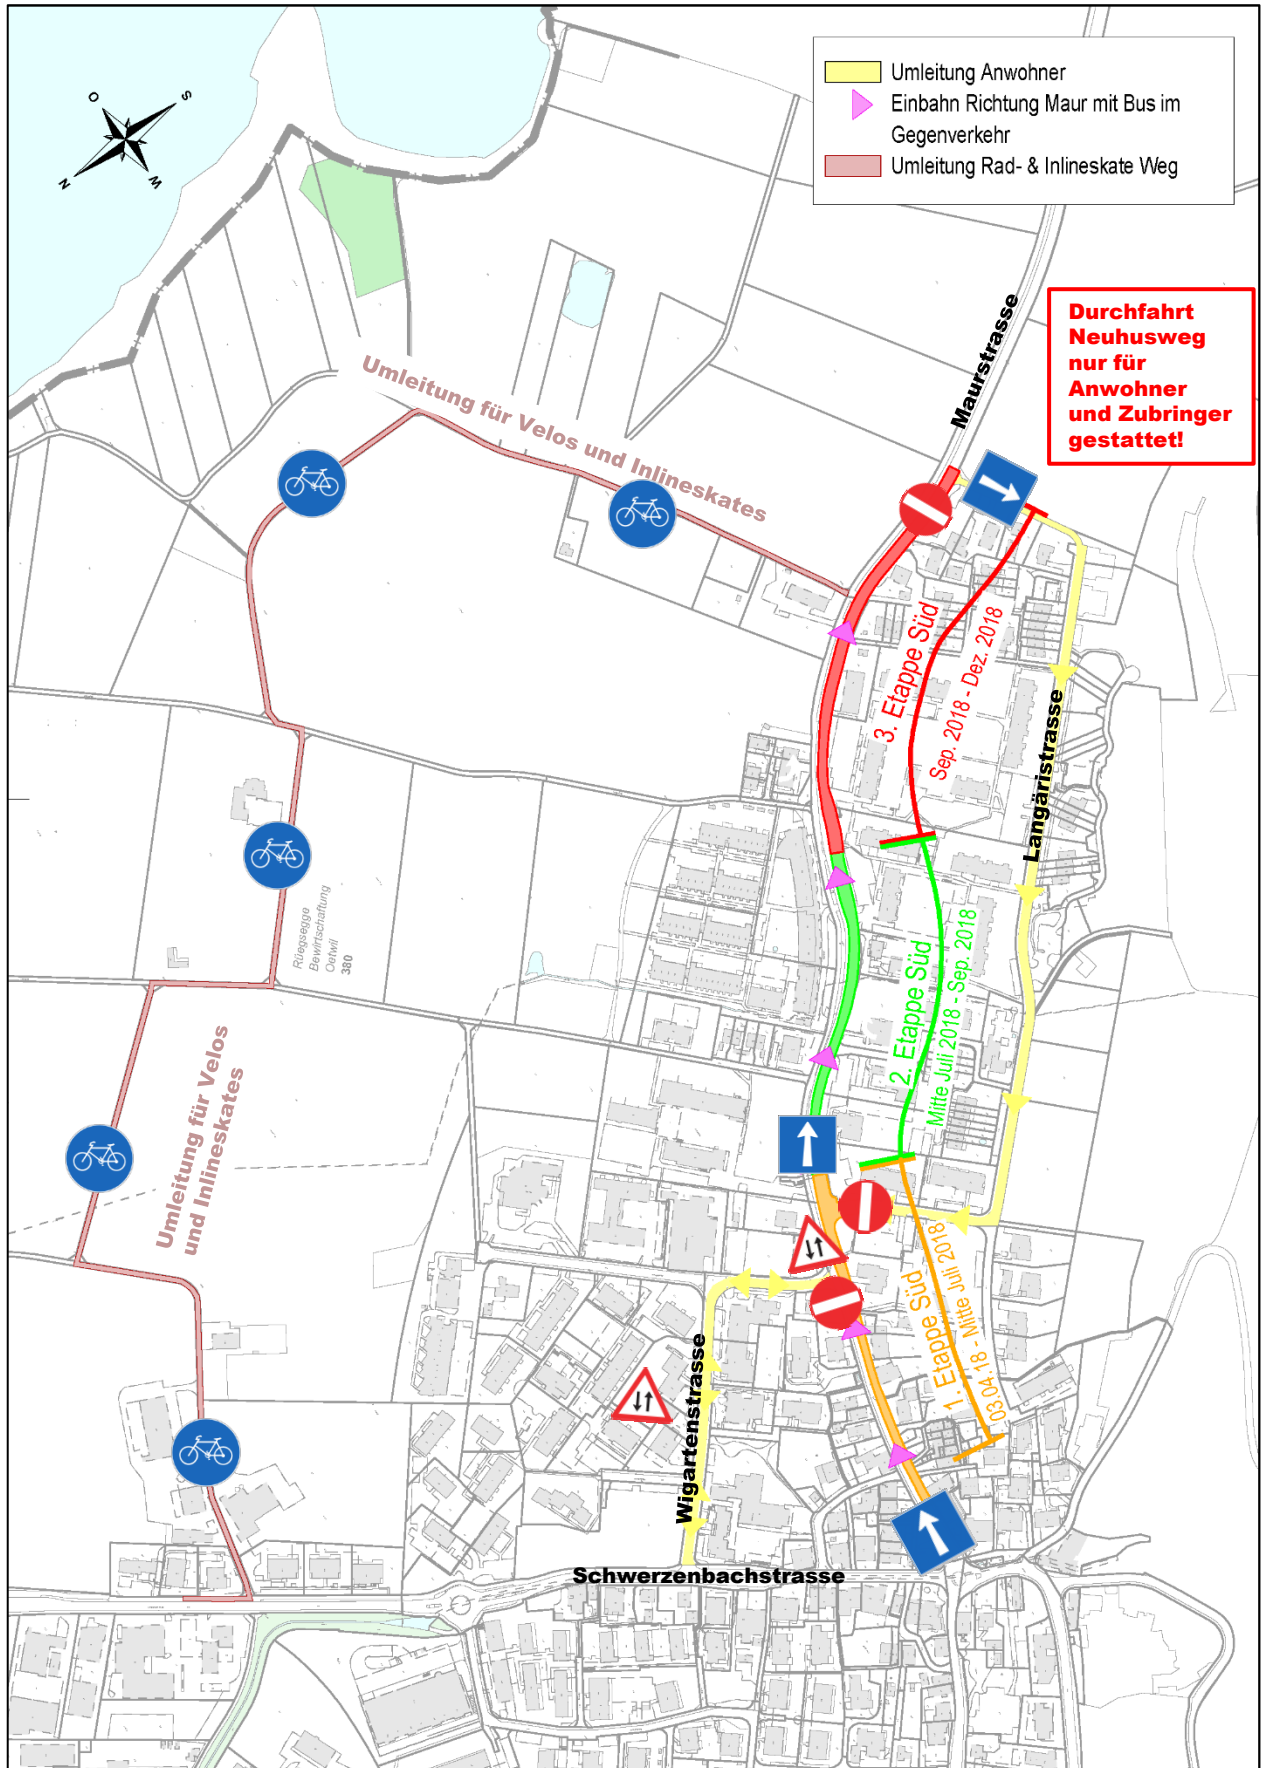 Umleitung Anwohner
Einbahn Richtung Maur mit Bus im
Gegenverkehr
Umleitung Rad- & Inlineskate Weg
O
S
N
W
Durchfahrt
Neuhusweg
nur für
Anwohner
und Zubringer
gestattet!
Maurstrasse
Umleitung für Velos und Inlineskates
3. Etappe Süd
Sep. 2018 - Dez. 2018
Langäristrasse
Rüegsegge
Bewirtschaftung
Oetwil
380
2. Etappe Süd
Mitte Juli 2018 - Sep. 2018
Umleitung für Velos
und Inlineskates
1. Etappe Süd
03.04.18 - Mitte Juli 2018
Wigartenstrasse
Schwerzenbachstrasse